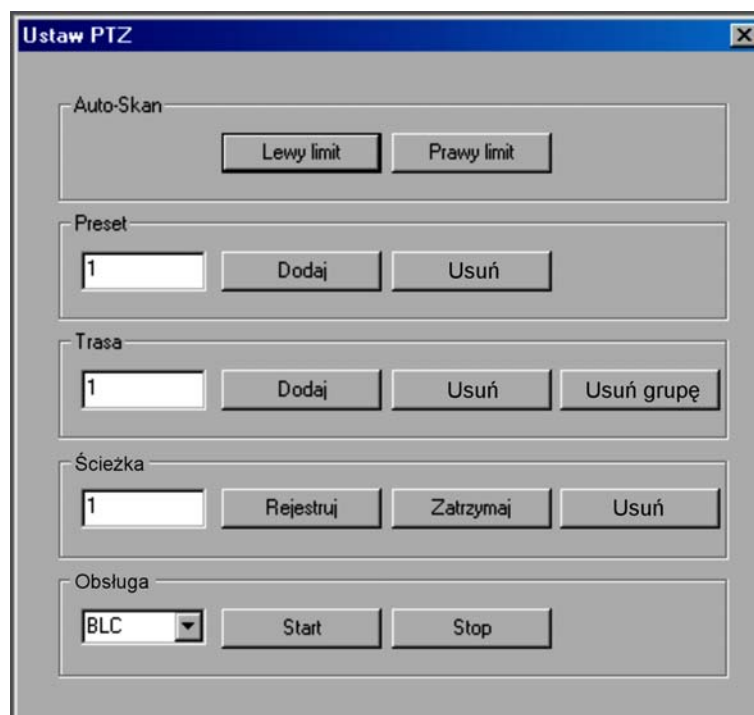 Ustaw PTZ
Auto-Skan
Lewy limit Prawy limit
Preset
1 Dodaj Usuń
Trasa
1 Dodaj Usuń Usuń grupę
Ścieżka
1 Rejestruj Zatrzymaj Usuń
Obsługa
BLC Start Stop